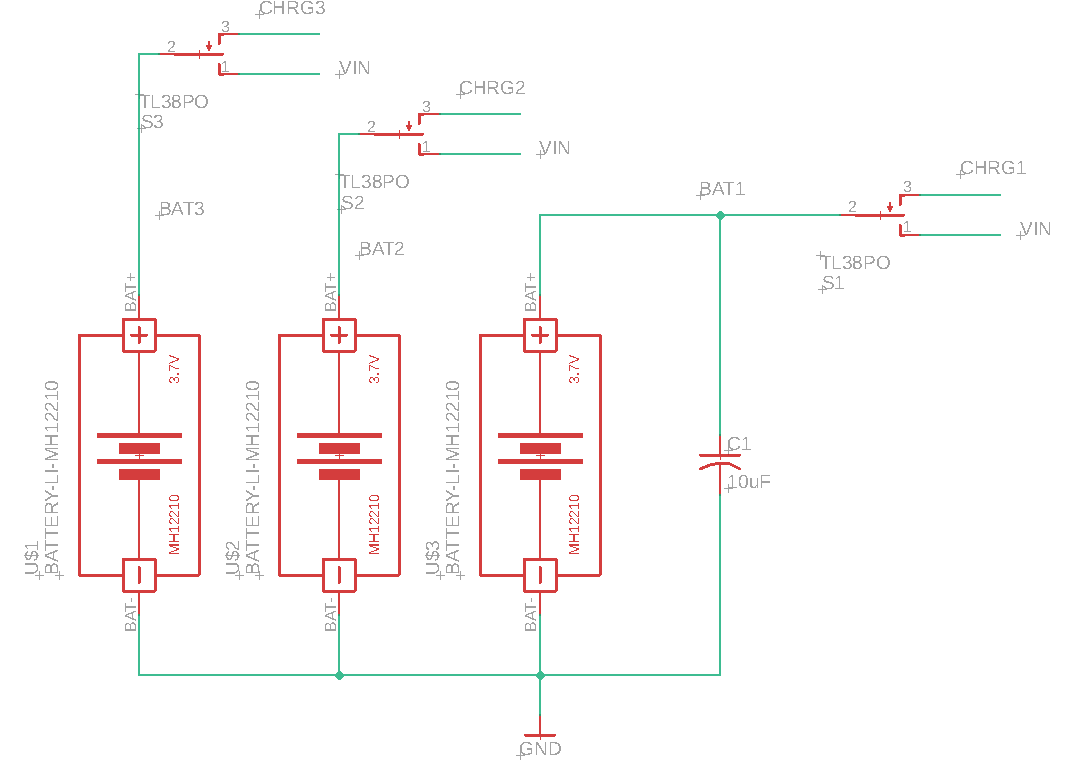 CHRG3
3
2
1
VIN
TL38PO
S3
CHRG2
3
2
1
VIN
TL38PO
S2
CHRG1
3
2
1
VIN
TL38PO
S1
BAT3
BAT2
BAT1
BAT+
BAT+
BAT+
3.7V
3.7V
3.7V
U$1
BATTERY-LI-MH12210
MH12210
U$2
BATTERY-LI-MH12210
MH12210
U$3
BATTERY-LI-MH12210
MH12210
C1
10uF
BAT-
BAT-
BAT-
GND